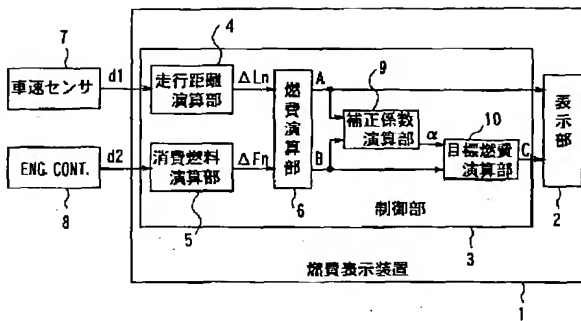 4
7
車速センサ
d1
走行距離
演算部
ΔLn
燃費演算部
6
A
9
補正係数
演算部
α
10
目標燃費
演算部
C
表示部
2
ENG. CONT.
8
d2
消費燃料
演算部
5
ΔFn
B
制御部
3
燃費表示装置
1